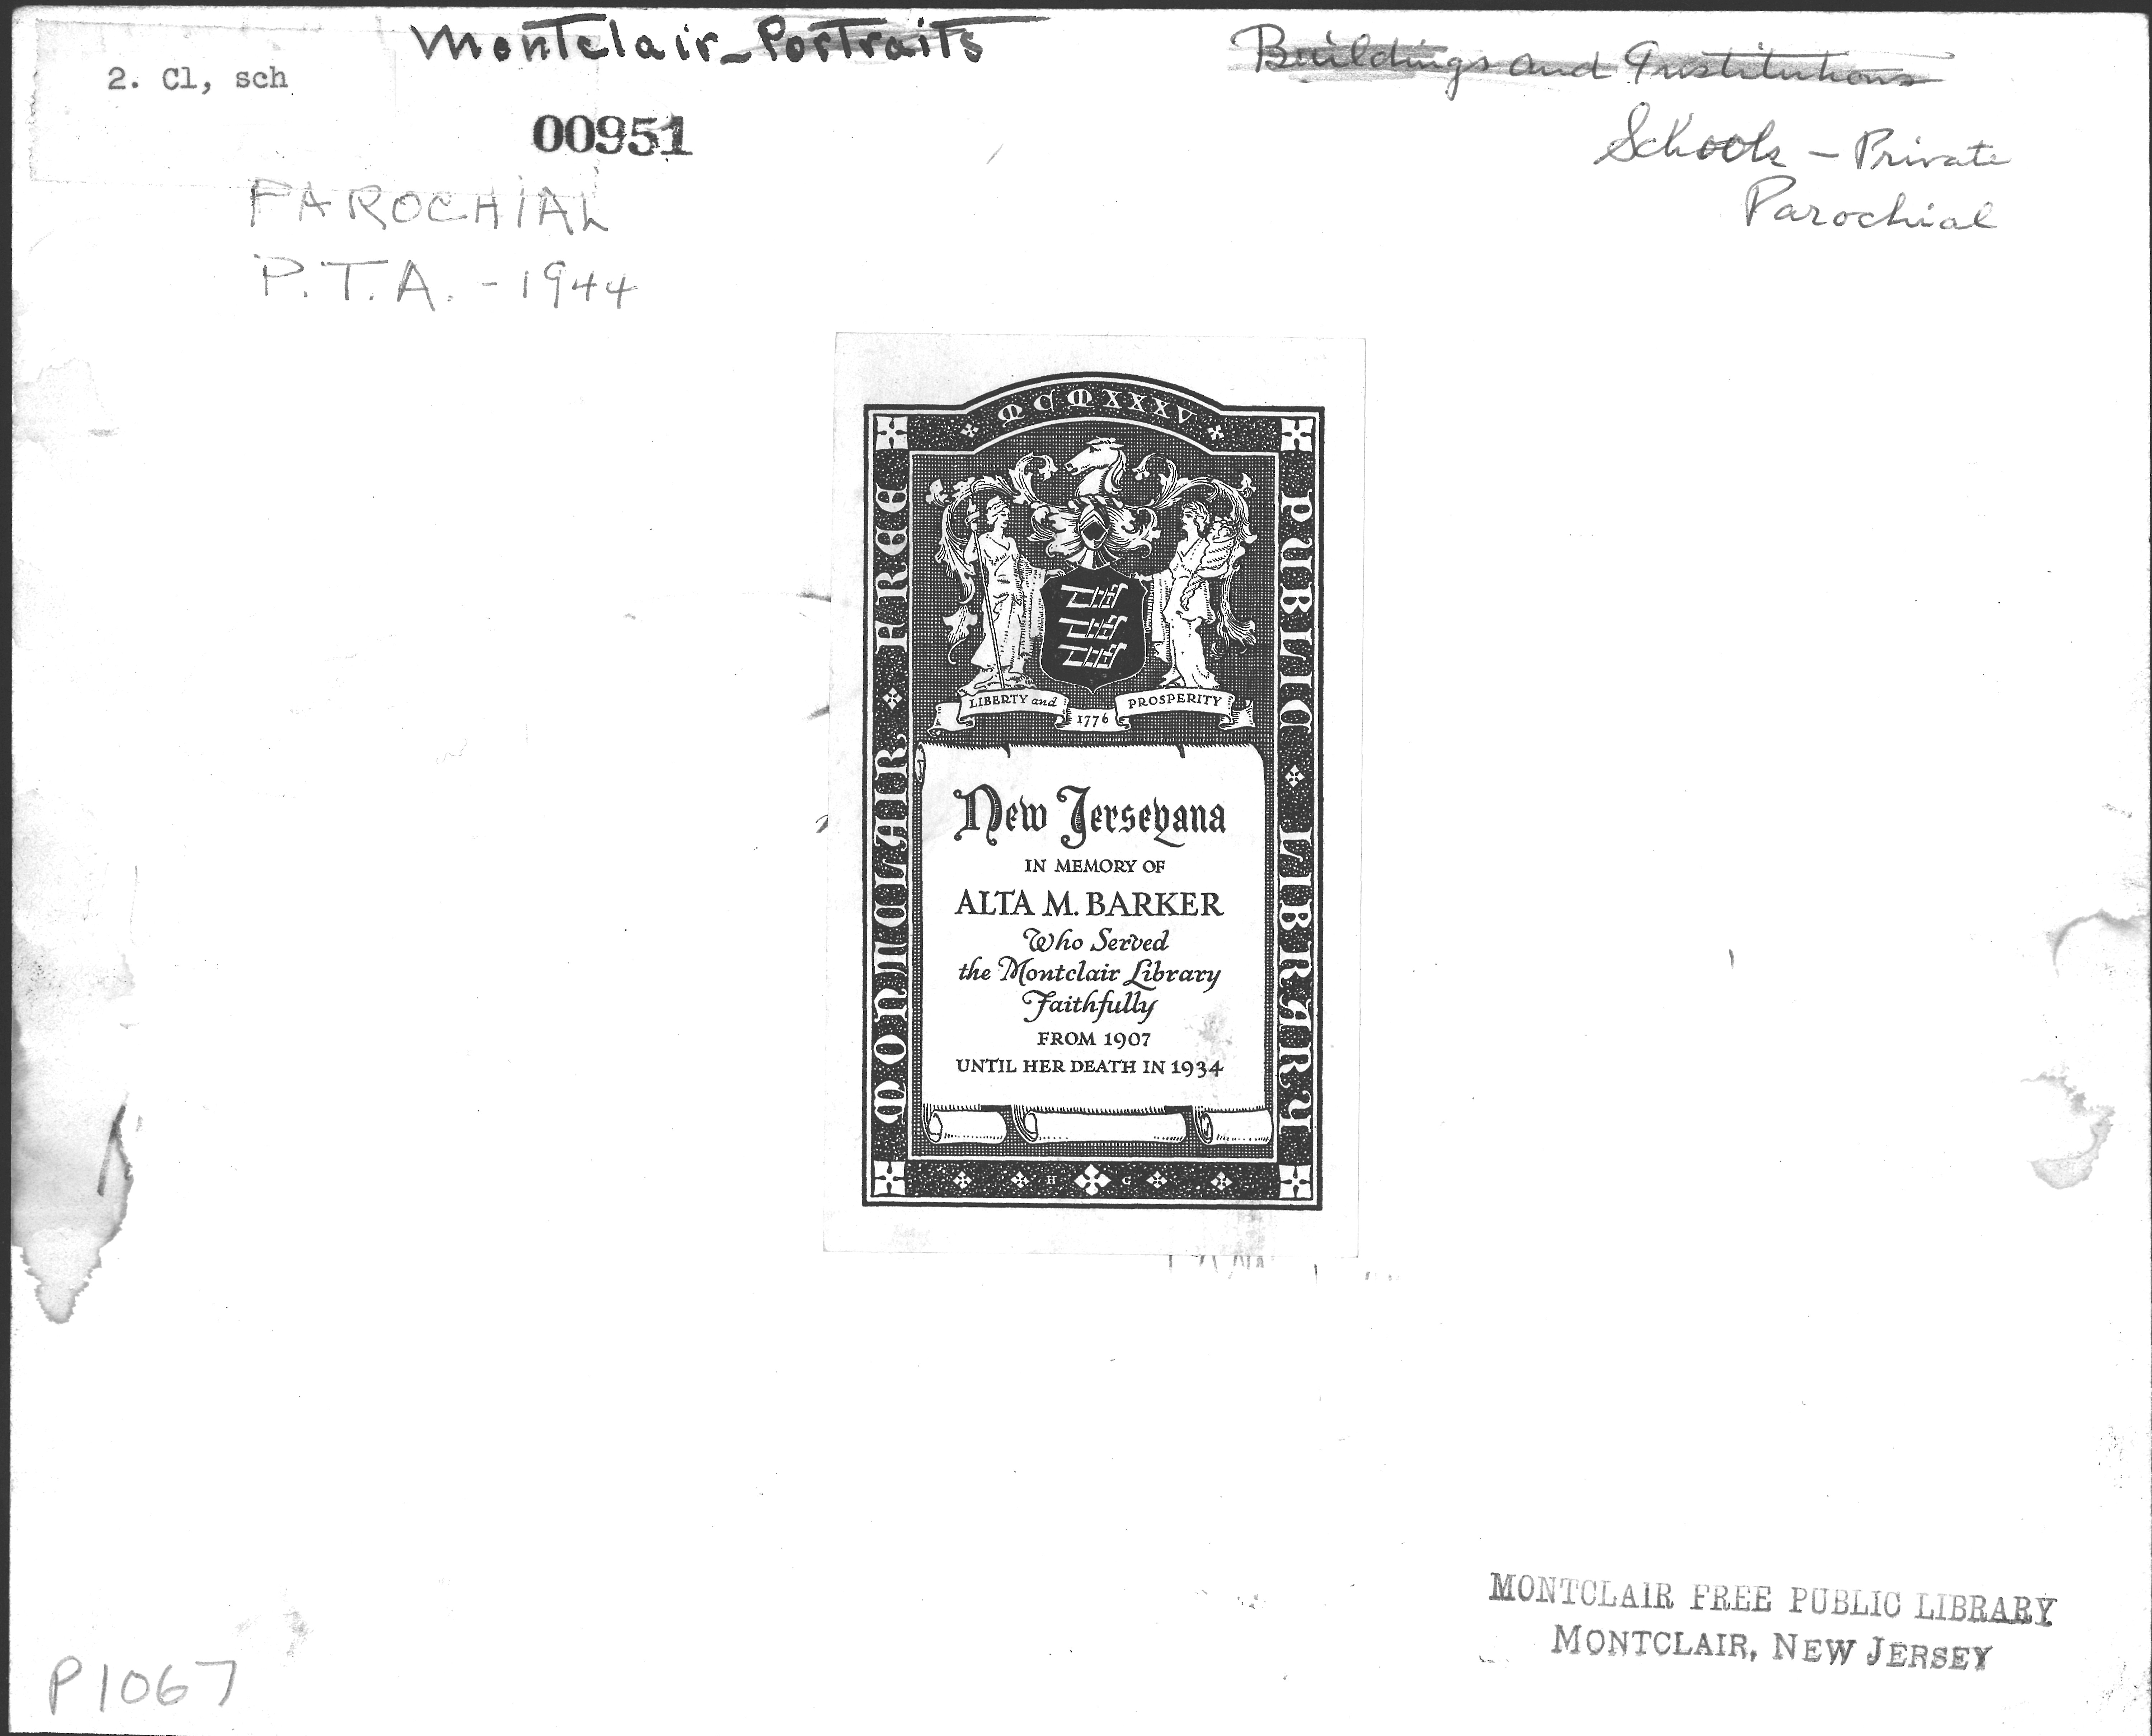 Montclair - Portraits
Buildings and Institutions
2. Cl, sch
00951
Schools - Private
Parochial
PAROCHIAL
P.T.A. - 1944
MCMXXXV
MONTCLAIR FREE
PUBLIC LIBRARY
LIBERTY and
1776
PROSPERITY
New Jerseyana
IN MEMORY OF
ALTA M. BARKER
Who Served
the Montclair Library
Faithfully
FROM 1907
UNTIL HER DEATH IN 1934
H G
MONTCLAIR FREE PUBLIC LIBRARY
MONTCLAIR, NEW JERSEY
P1067